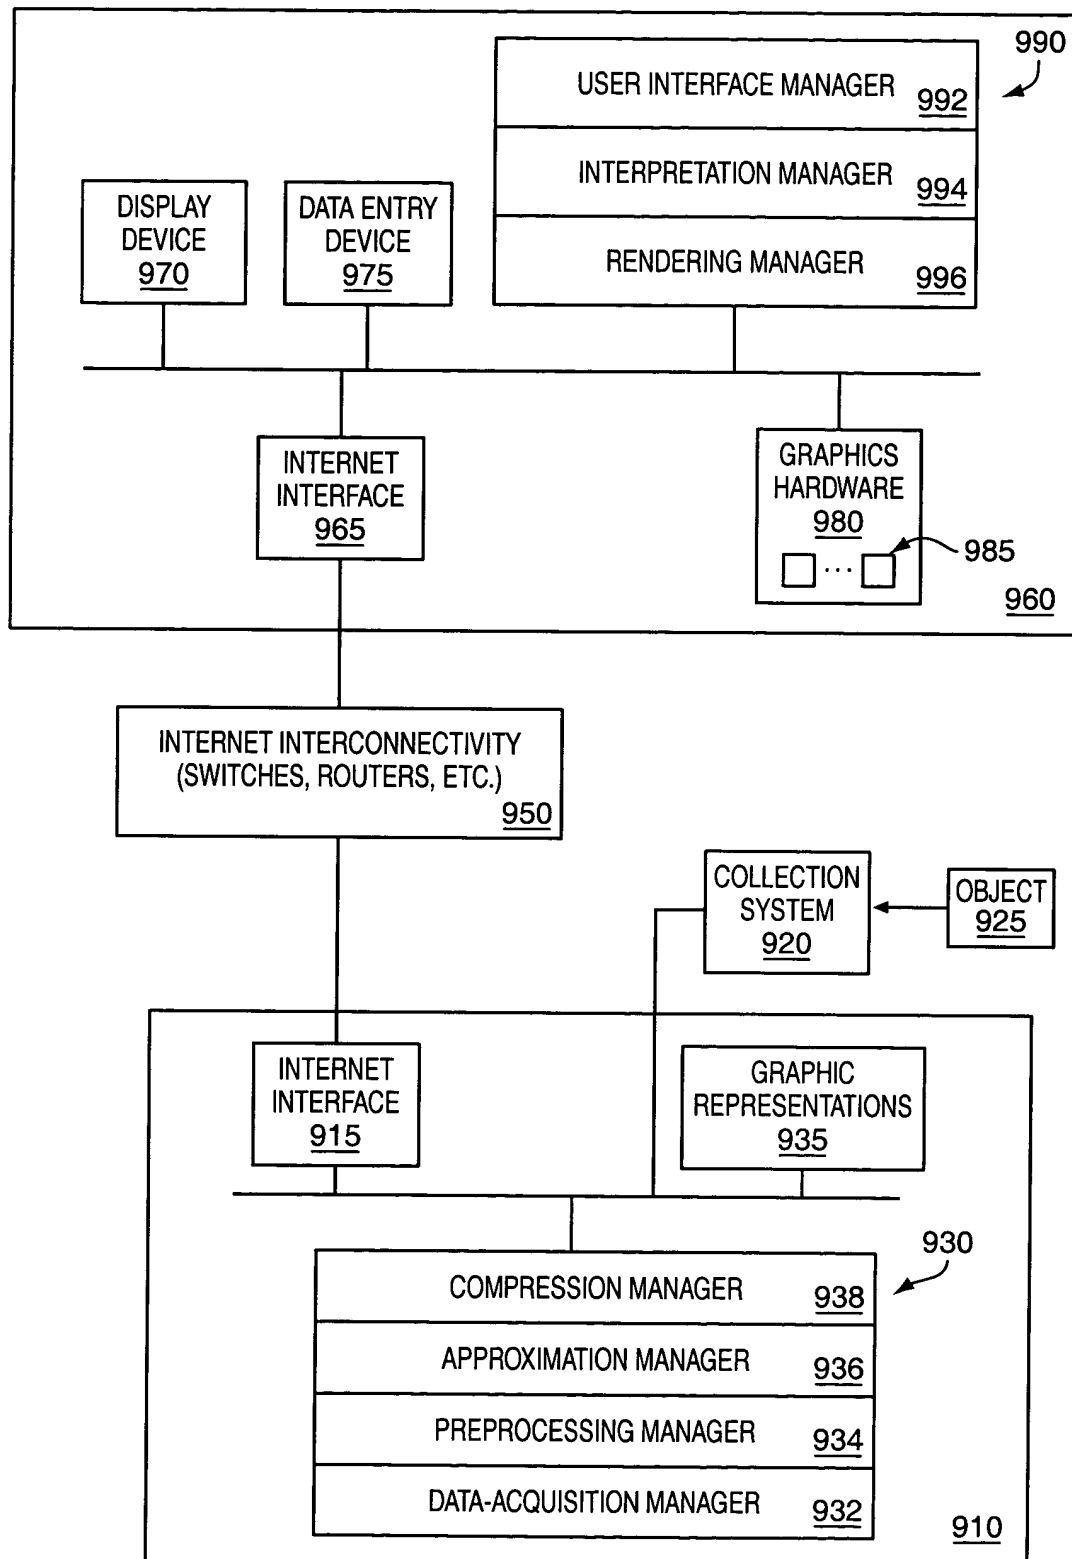 990
USER INTERFACE MANAGER 992
INTERPRETATION MANAGER 994
RENDERING MANAGER 996
DISPLAY
DEVICE
970
DATA ENTRY
DEVICE
975
INTERNET
INTERFACE
965
GRAPHICS
HARDWARE
980
...
985
960
INTERNET INTERCONNECTIVITY
(SWITCHES, ROUTERS, ETC.)
950
COLLECTION
SYSTEM
920
OBJECT
925
INTERNET
INTERFACE
915
GRAPHIC
REPRESENTATIONS
935
930
COMPRESSION MANAGER 938
APPROXIMATION MANAGER 936
PREPROCESSING MANAGER 934
DATA-ACQUISITION MANAGER 932
910